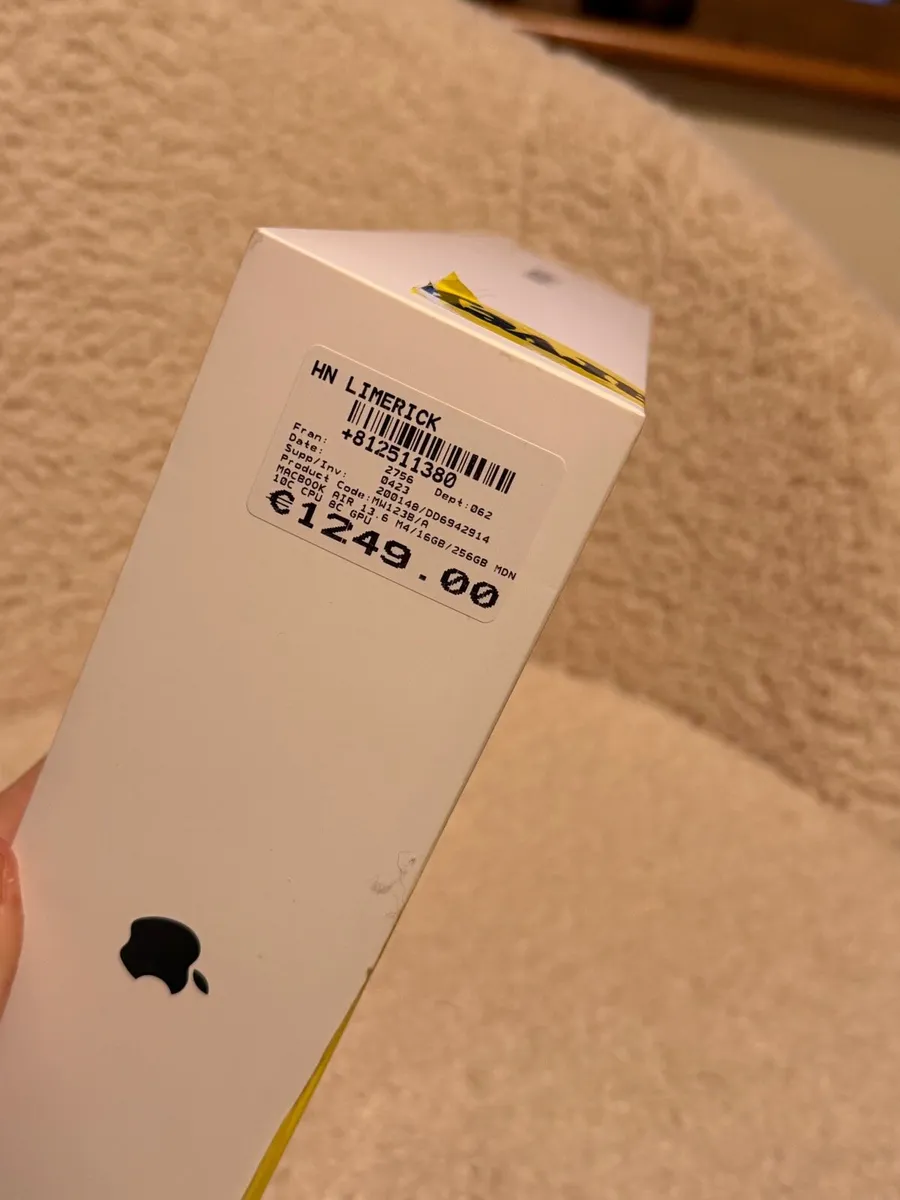 HN LIMERICK
+812511380
Fran: 2756 Dept:062
Date: 0423
Supp/Inv: 200148/DD6942914
Product Code:MW123B/A
MACBOOK AIR 13.6 M4/16GB/256GB MDN
10C CPU 8C GPU
€1249.00